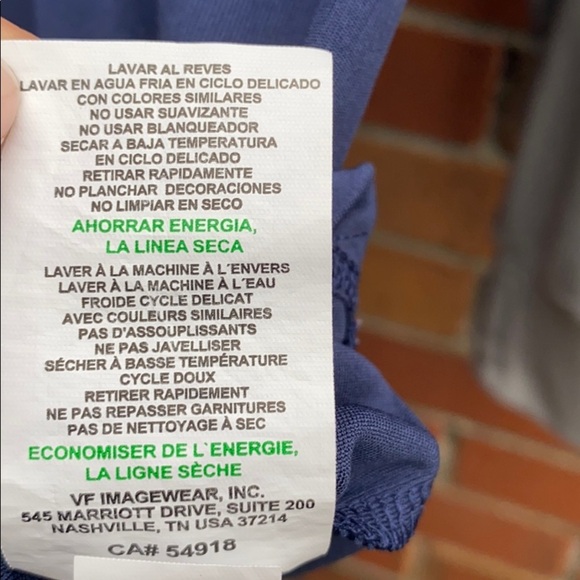 LAVAR AL REVES
LAVAR EN AGUA FRIA EN CICLO DELICADO
CON COLORES SIMILARES
NO USAR SUAVIZANTE
NO USAR BLANQUEADOR
SECAR A BAJA TEMPERATURA
EN CICLO DELICADO
RETIRAR RAPIDAMENTE
NO PLANCHAR DECORACIONES
NO LIMPIAR EN SECO
AHORRAR ENERGIA,
LA LINEA SECA
LAVER À LA MACHINE À L´ENVERS
LAVER À LA MACHINE À L´EAU
FROIDE CYCLE DELICAT
AVEC COULEURS SIMILAIRES
PAS D'ASSOUPLISSANTS
NE PAS JAVELLISER
SÉCHER À BASSE TEMPÉRATURE
CYCLE DOUX
RETIRER RAPIDEMENT
NE PAS REPASSER GARNITURES
PAS DE NETTOYAGE À SEC
ECONOMISER DE L`ENERGIE,
LA LIGNE SÈCHE
VF IMAGEWEAR, INC.
545 MARRIOTT DRIVE, SUITE 200
NASHVILLE, TN USA 37214
CA# 54918